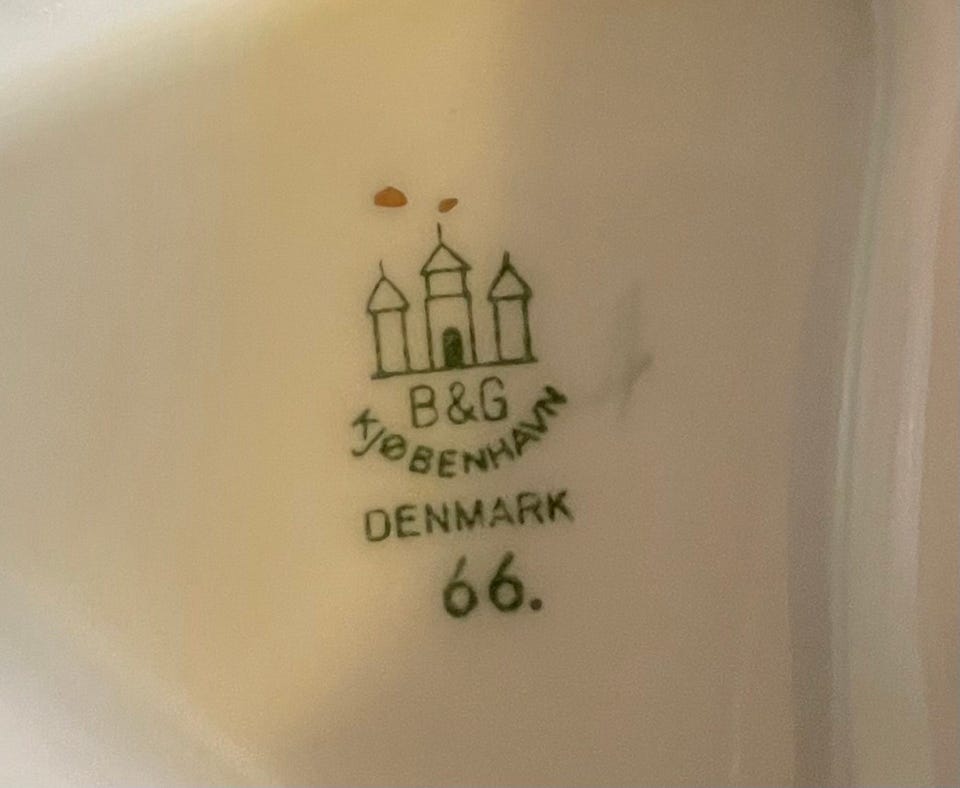 B&G
KJØBENHAVN
DENMARK
66.